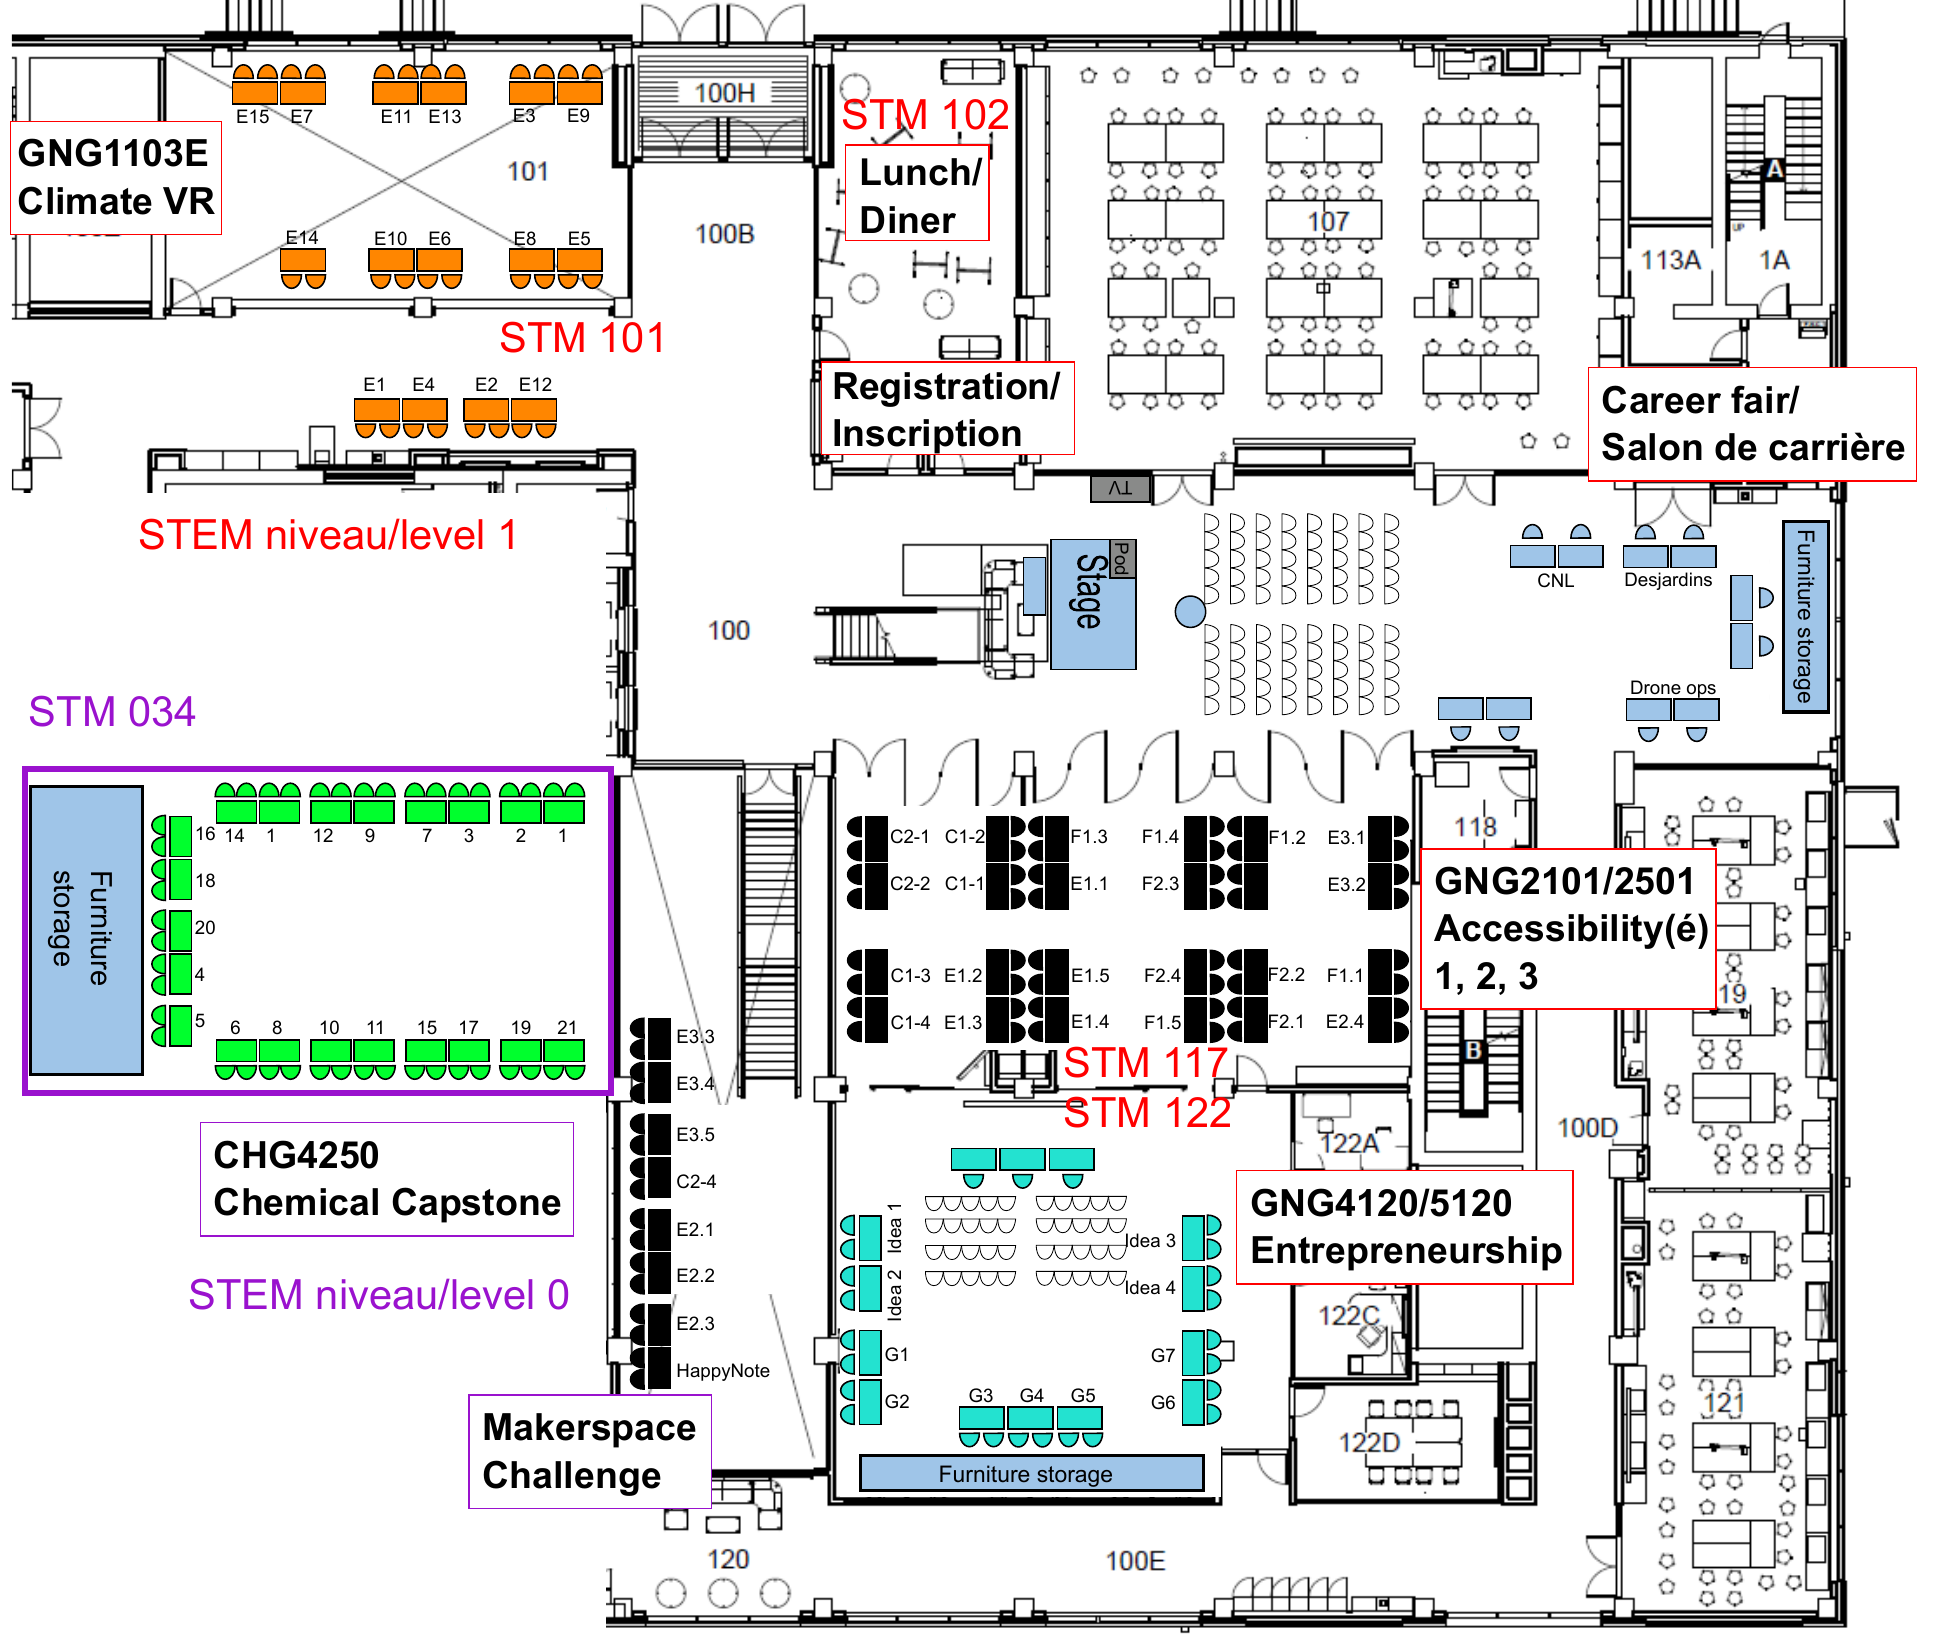 100H
STM 102
E15 E7 E11 E13 E3 E9
GNG1103E
Climate VR
101
Lunch/
Diner
100B
107
A
UP
113A
1A
E14 E10 E6 E8 E5
STM 101
E1 E4 E2 E12
Registration/
Inscription
Career fair/
Salon de carrière
TV
STEM niveau/level 1
Pod
Stage
100
CNL
Desjardins
Furniture storage
Drone ops
STM 034
Furniture
storage
14 1 12 9 7 3 2 1
16
18
20
4
5
6 8 10 11 15 17 19 21
C2-1 C1-2 F1.3 F1.4 F1.2 E3.1
C2-2 C1-1 E1.1 F2.3 E3.2
C1-3 E1.2 E1.5 F2.4 F2.2 F1.1
C1-4 E1.3 E1.4 F1.5 F2.1 E2.4
118
GNG2101/2501
Accessibility(é)
1, 2, 3
19
B
STM 117
STM 122
E3.3
E3.4
E3.5
C2-4
E2.1
E2.2
E2.3
HappyNote
CHG4250
Chemical Capstone
STEM niveau/level 0
122A
100D
GNG4120/5120
Entrepreneurship
Idea 1
Idea 2
Idea 3
Idea 4
122C
G1
G2
G3 G4 G5
G7
G6
122D
121
Makerspace
Challenge
Furniture storage
120
100E